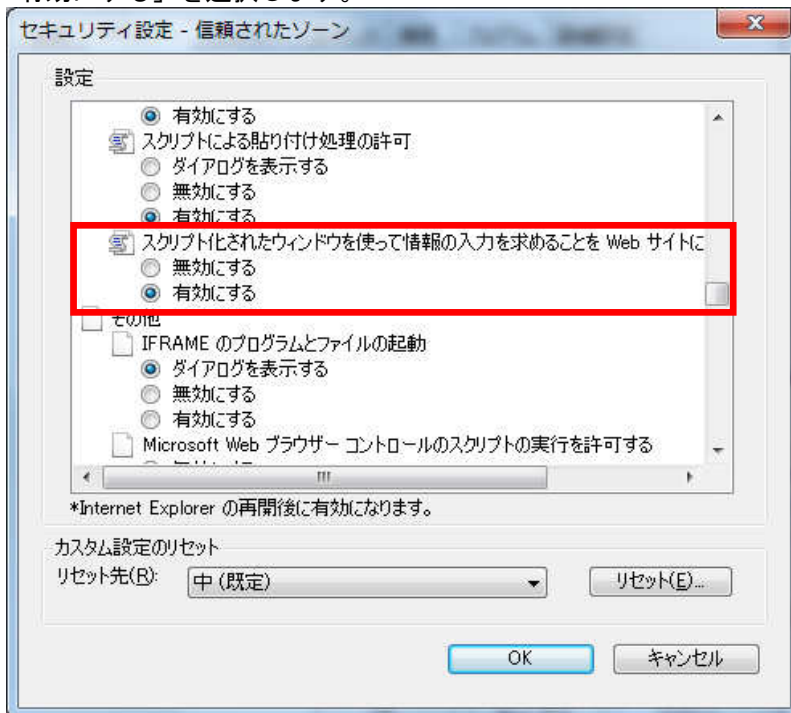 有効にする」を選択します。
セキュリティ設定 - 信頼されたゾーン
設定
有効にする
スクリプトによる貼り付け処理の許可
ダイアログを表示する
無効にする
有効にする
スクリプト化されたウィンドウを使って情報の入力を求めることを Web サイトに
無効にする
有効にする
その他
IFRAME のプログラムとファイルの起動
ダイアログを表示する
無効にする
有効にする
Microsoft Web ブラウザー コントロールのスクリプトの実行を許可する
*Internet Explorer の再開後に有効になります。
カスタム設定のリセット
リセット先(R):
中 (既定)
リセット(E)...
OK
キャンセル